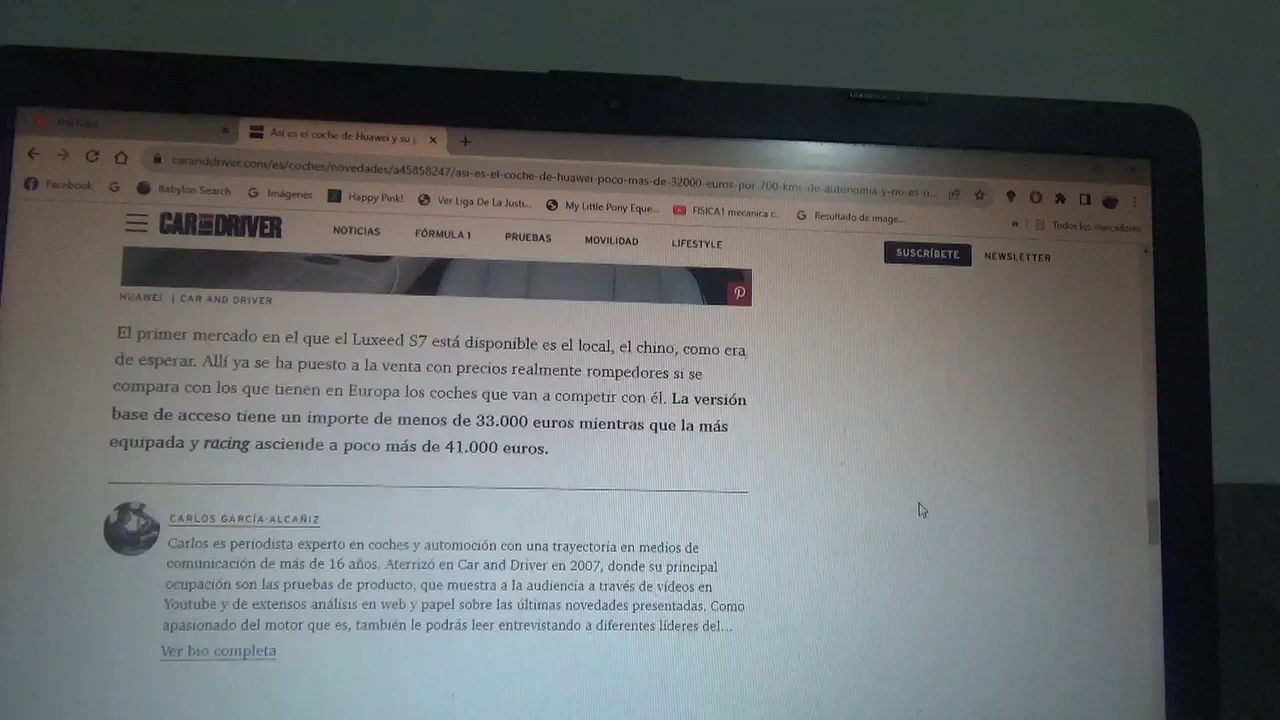 YouTube
Así es el coche de Huawei y su p
caranddriver.com/es/coches/novedades/a45858247/asi-es-el-coche-de-huawei-poco-mas-de-32000-euros-por-700-kms-de-autonomia-y-no-es-n...
Facebook
Babylon Search
Imágenes
Happy Pink!
Ver Liga De La Justi...
My Little Pony Eque...
FISICA1 mecanica c...
Resultado de image...
Todos los marcadores
CAR AND DRIVER
NOTICIAS
FÓRMULA 1
PRUEBAS
MOVILIDAD
LIFESTYLE
SUSCRÍBETE
NEWSLETTER
HUAWEI | CAR AND DRIVER
El primer mercado en el que el Luxeed S7 está disponible es el local, el chino, como era
de esperar. Allí ya se ha puesto a la venta con precios realmente rompedores si se
compara con los que tienen en Europa los coches que van a competir con él. La versión
base de acceso tiene un importe de menos de 33.000 euros mientras que la más
equipada y racing asciende a poco más de 41.000 euros.
CARLOS GARCÍA-ALCAÑIZ
Carlos es periodista experto en coches y automoción con una trayectoria en medios de
comunicación de más de 16 años. Aterrizó en Car and Driver en 2007, donde su principal
ocupación son las pruebas de producto, que muestra a la audiencia a través de vídeos en
Youtube y de extensos análisis en web y papel sobre las últimas novedades presentadas. Como
apasionado del motor que es, también le podrás leer entrevistando a diferentes líderes del...
Ver bio completa